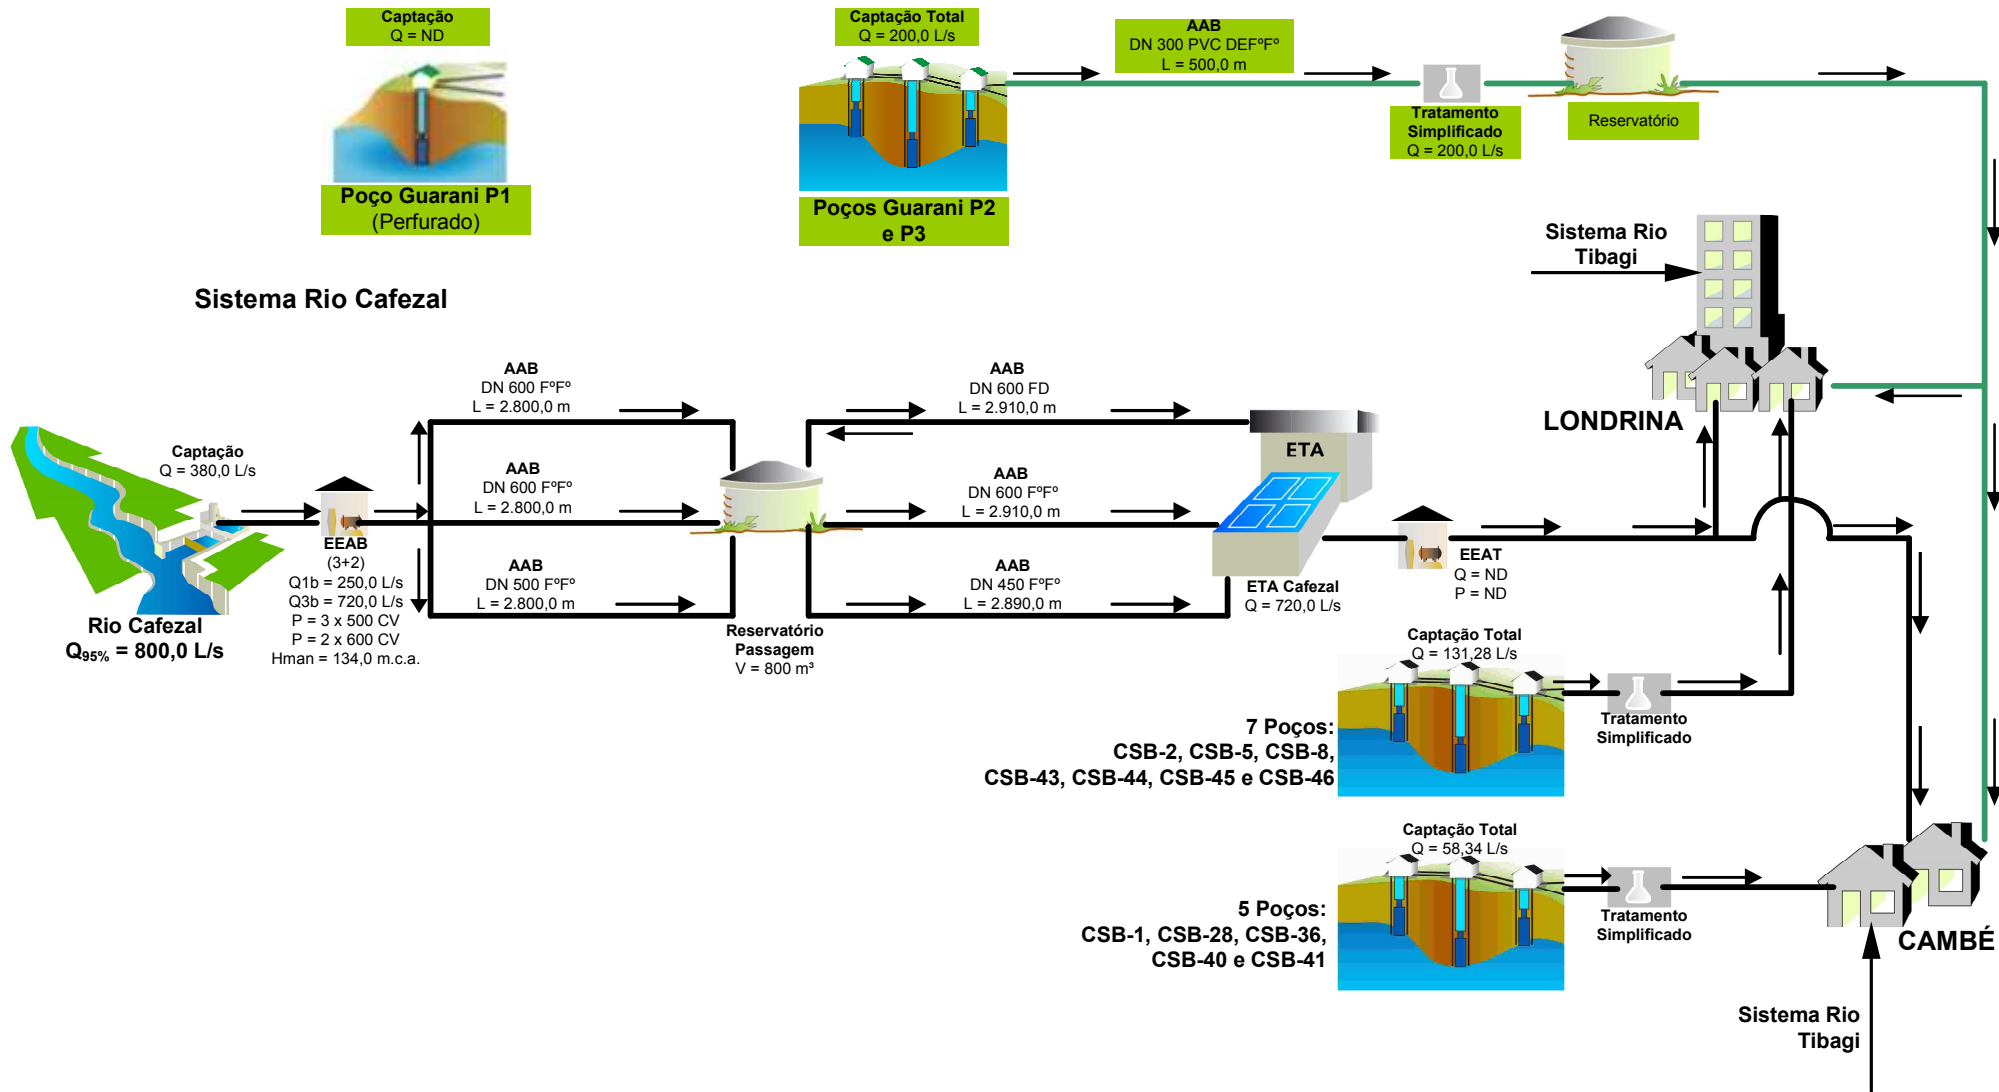 Captação
Q = ND
Poço Guarani P1
(Perfurado)
Captação Total
Q = 200,0 L/s
Poços Guarani P2
e P3
AAB
DN 300 PVC DEFºFº
L = 500,0 m
Tratamento
Simplificado
Q = 200,0 L/s
Reservatório
Sistema Rio
Tibagi
LONDRINA
Sistema Rio Cafezal
Captação
Q = 380,0 L/s
Rio Cafezal
Q95% = 800,0 L/s
EEAB
(3+2)
Q1b = 250,0 L/s
Q3b = 720,0 L/s
P = 3 x 500 CV
P = 2 x 600 CV
Hman = 134,0 m.c.a.
AAB
DN 600 FºFº
L = 2.800,0 m
AAB
DN 600 FºFº
L = 2.800,0 m
AAB
DN 500 FºFº
L = 2.800,0 m
Reservatório
Passagem
V = 800 m³
AAB
DN 600 FD
L = 2.910,0 m
AAB
DN 600 FºFº
L = 2.910,0 m
AAB
DN 450 FºFº
L = 2.890,0 m
ETA
ETA Cafezal
Q = 720,0 L/s
EEAT
Q = ND
P = ND
Captação Total
Q = 131,28 L/s
7 Poços:
CSB-2, CSB-5, CSB-8,
CSB-43, CSB-44, CSB-45 e CSB-46
Tratamento
Simplificado
Captação Total
Q = 58,34 L/s
5 Poços:
CSB-1, CSB-28, CSB-36,
CSB-40 e CSB-41
Tratamento
Simplificado
CAMBÉ
Sistema Rio
Tibagi